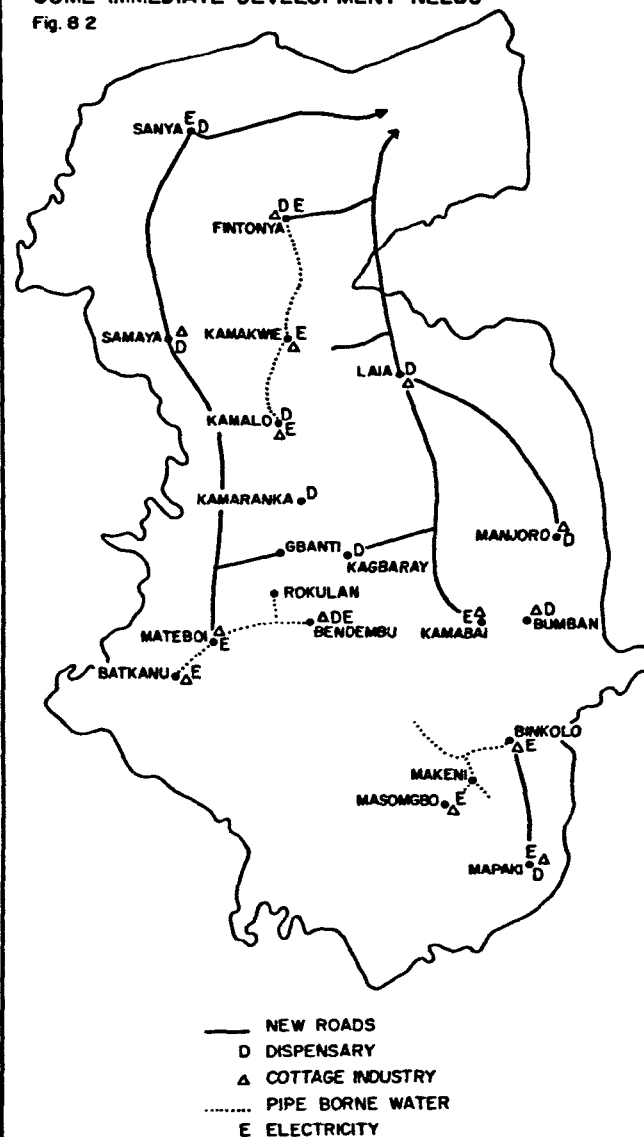 SOME IMMEDIATE DEVELOPMENT NEEDS
Fig. 8 2
E
SANYA D
D E
△
FINTONYA
SAMAYA △
D
KAMAKWIE E
△
LAIA D
△
KAMALO D
△ E
KAMARANKA D
MANJORO △
D
GBANTI D
KAGBARAY
ROKULAN
MATEBOI △
E
△ D E
BENDEMBU
E △
KAMABAI
△ D
BUMBAN
BATKANU △ E
BINKOLO
△ E
MAKENI
MASOMGBO E
△
E
MAPAKI △
D
NEW ROADS
D DISPENSARY
△ COTTAGE INDUSTRY
PIPE BORNE WATER
E ELECTRICITY